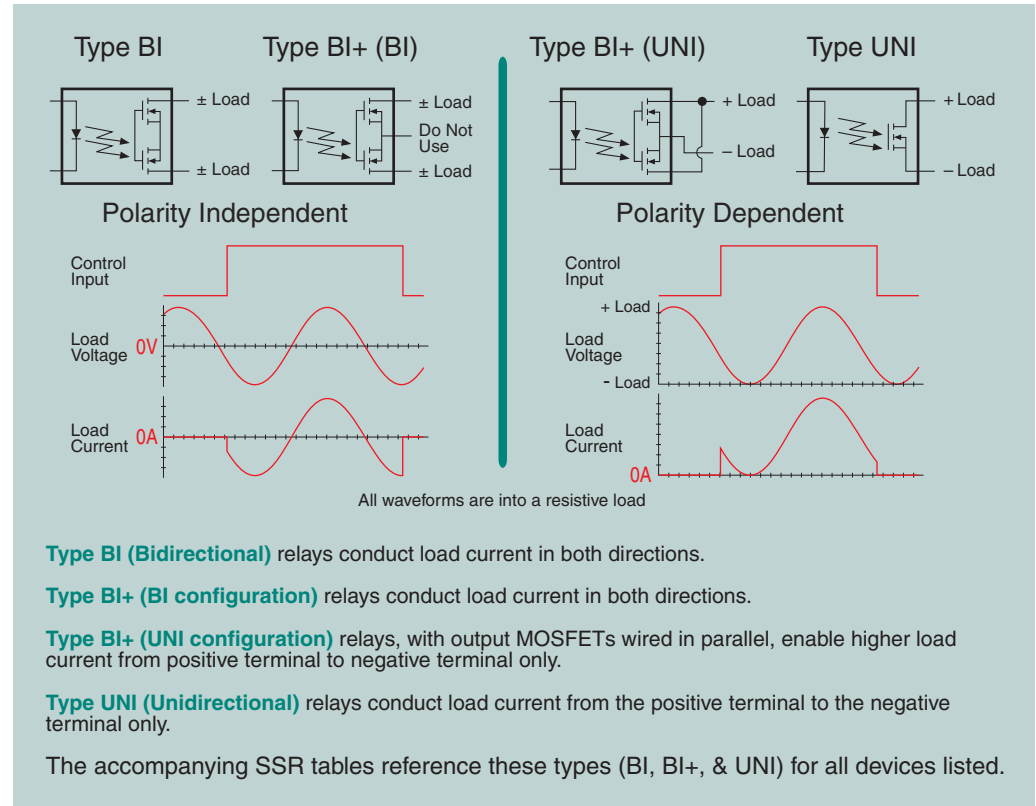 Type BI
Type BI+ (BI)
Type BI+ (UNI)
Type UNI
± Load
± Load
± Load
Do Not
Use
± Load
+ Load
– Load
+ Load
– Load
Polarity Independent
Polarity Dependent
Control
Input
Load
Voltage
0V
Load
Current
0A
Control
Input
+ Load
Load
Voltage
- Load
Load
Current
0A
All waveforms are into a resistive load
Type BI (Bidirectional) relays conduct load current in both directions.
Type BI+ (BI configuration) relays conduct load current in both directions.
Type BI+ (UNI configuration) relays, with output MOSFETs wired in parallel, enable higher load
current from positive terminal to negative terminal only.
Type UNI (Unidirectional) relays conduct load current from the positive terminal to the negative
terminal only.
The accompanying SSR tables reference these types (BI, BI+, & UNI) for all devices listed.